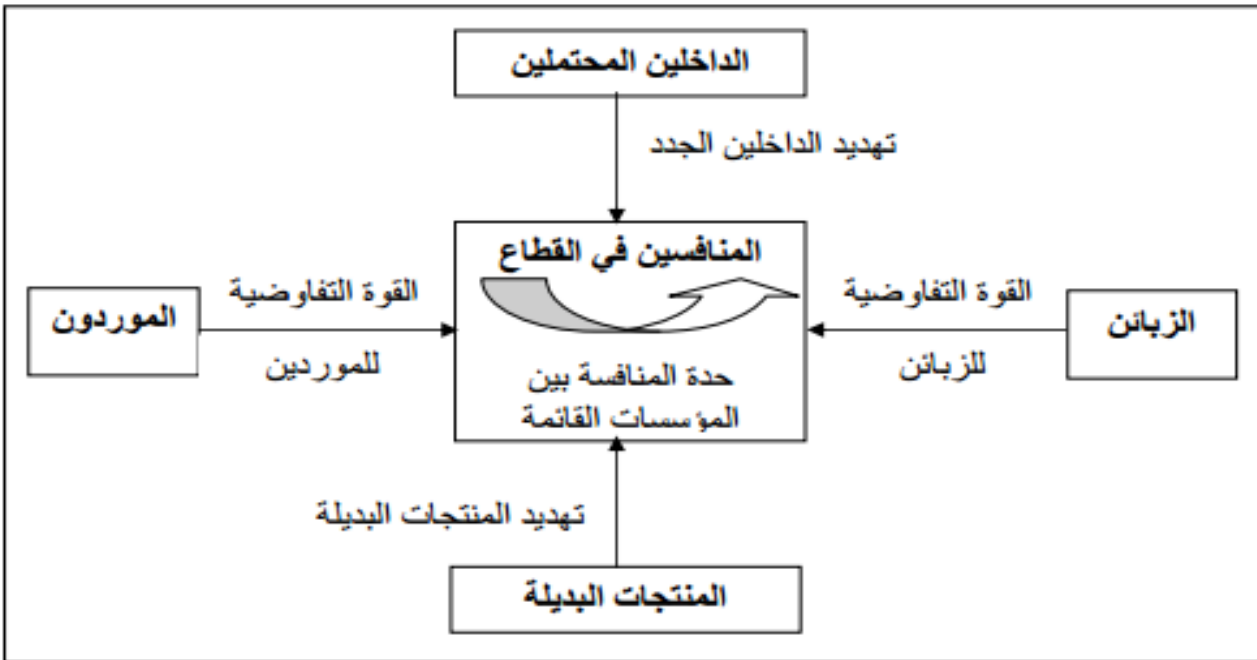 الداخلين المحتملين
تهديد الداخلين الجدد
المنافسين في القطاع
القوة التفاوضية
الزبائن
للزبائن
القوة التفاوضية
الموردون
للموردين
حدة المنافسة بين
المؤسسات القائمة
تهديد المنتجات البديلة
المنتجات البديلة